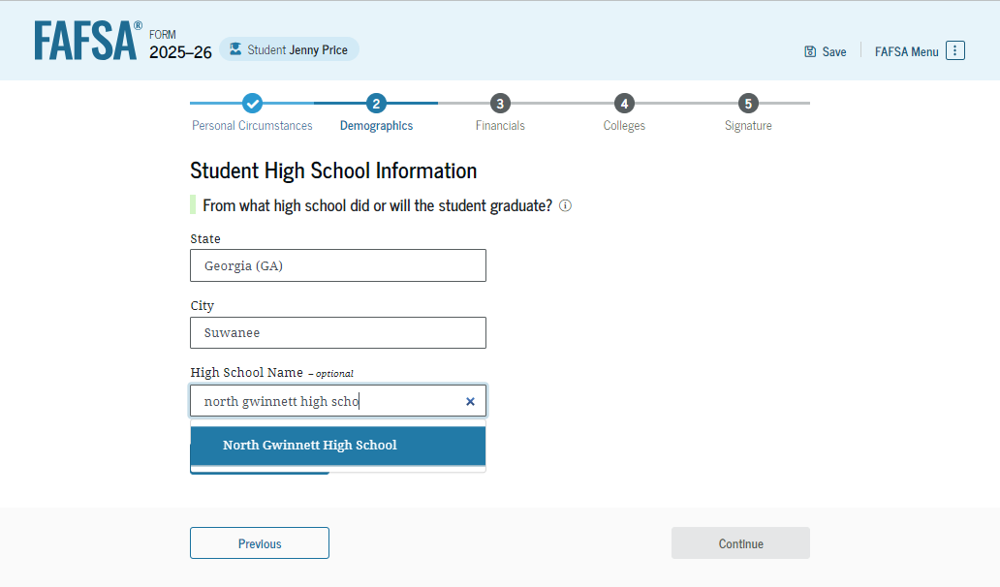 FAFSA® FORM
2025–26
Student Jenny Price
Save
FAFSA Menu
2
3
4
5
Personal Circumstances
Demographics
Financials
Colleges
Signature
Student High School Information
From what high school did or will the student graduate?
State
Georgia (GA)
City
Suwanee
High School Name – optional
north gwinnett high scho
North Gwinnett High School
Previous
Continue